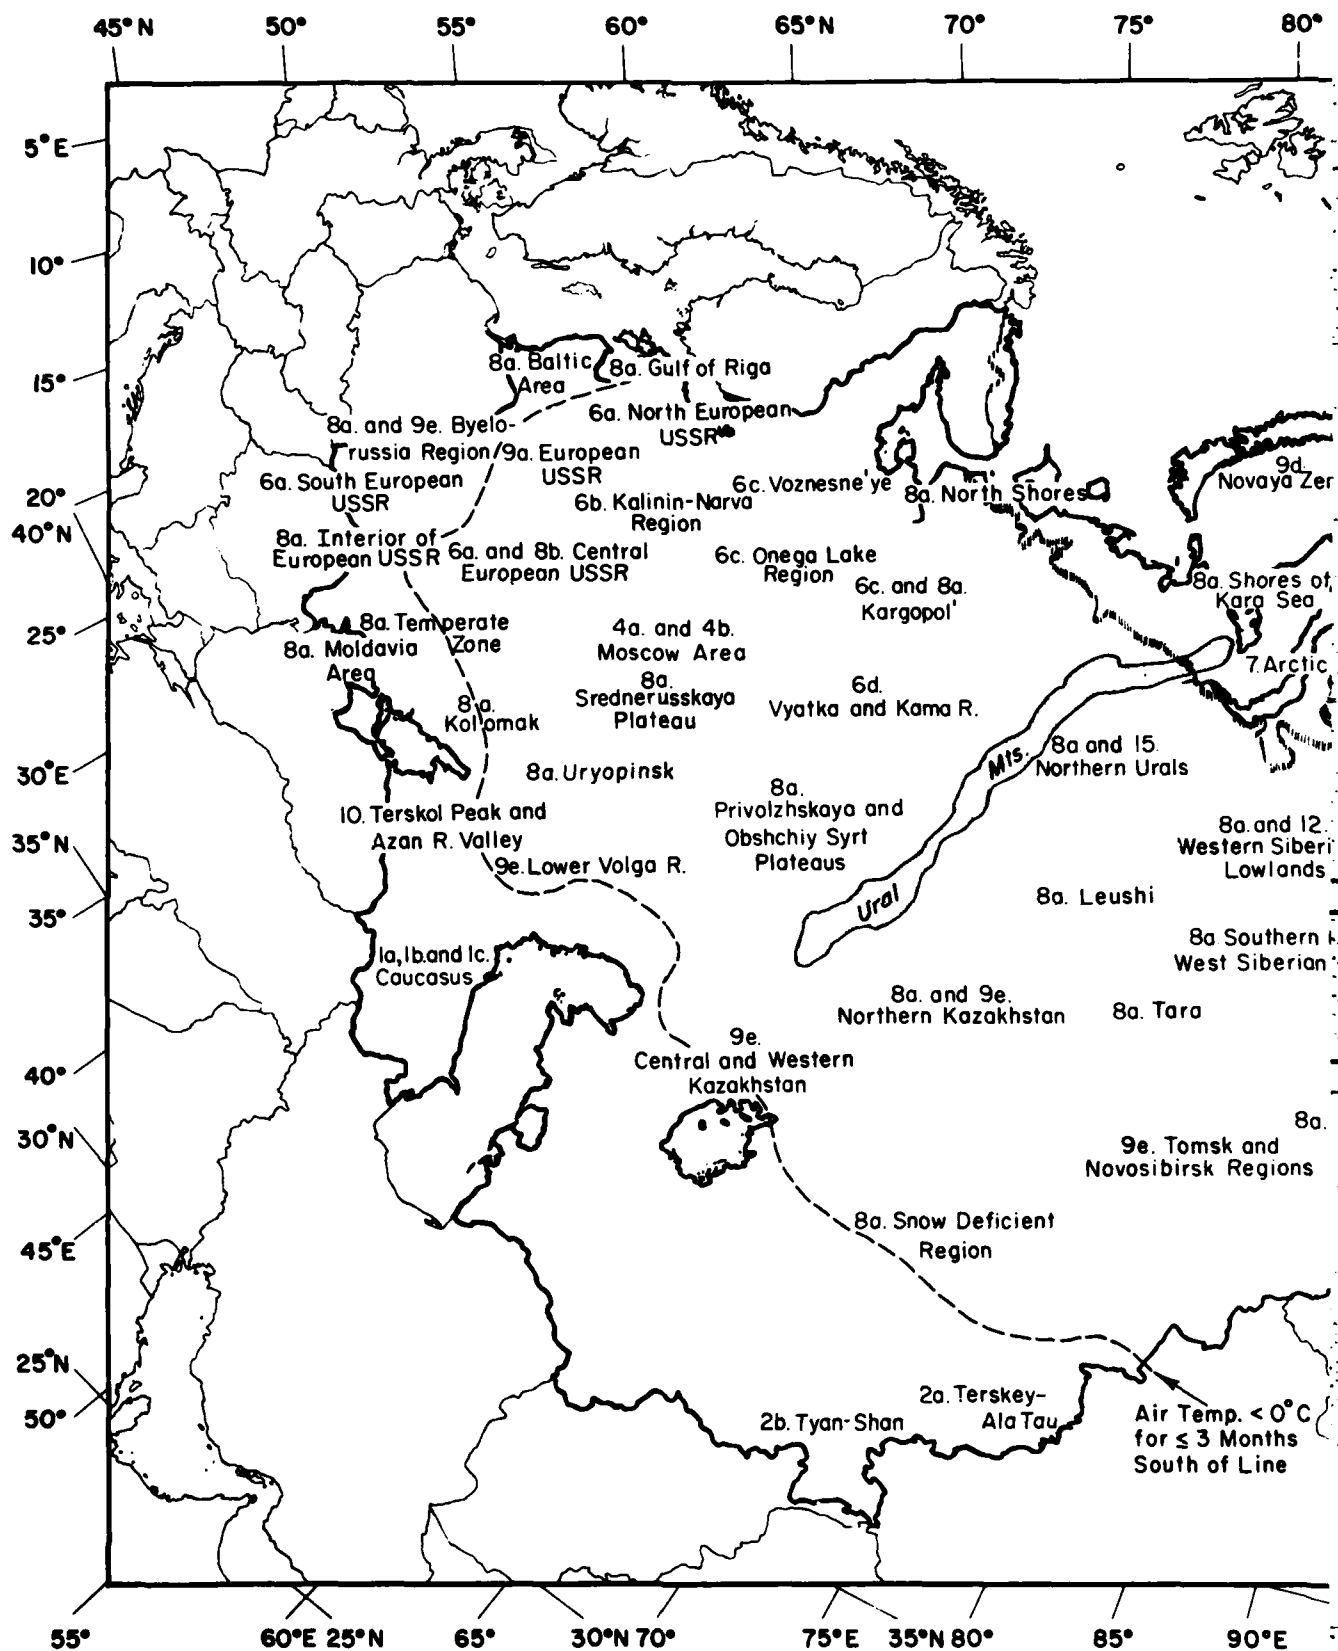 45°N 50° 55° 60° 65°N 70° 75° 80°
5°E
10°
15°
20°
40°N
25°
30°E
35°N
35°
40°
30°N
45°E
25°N
50°
8a. Baltic
Area
8a. Gulf of Riga
6a. North European
USSR
8a. and 9e. Byelo-
russia Region
9a. European
USSR
6a. South European
USSR
6b. Kalinin-Narva
Region
6c. Voznesne'ye
8a. North Shores
9d.
Novaya Zer
8a. Interior of
European USSR
6a. and 8b. Central
European USSR
6c. Onega Lake
Region
6c. and 8a.
Kargopol'
8a. Shores of
Kara Sea
8a. Temperate
Zone
8a. Moldavia
Area
4a. and 4b.
Moscow Area
7. Arctic
8a.
Srednerusskaya
Plateau
6d.
Vyatka and Kama R.
8a.
Kolomak
8a and 15.
Northern Urals
Ural Mts.
8a. Uryopinsk
8a.
Privolzhskaya and
Obshchiy Syrt
Plateaus
10. Terskol Peak and
Azan R. Valley
8a. and 12.
Western Siberi
Lowlands
9e. Lower Volga R.
8a. Leushi
8a. Southern
West Siberian
1a, 1b. and 1c.
Caucasus
8a. and 9e.
Northern Kazakhstan
8a. Tara
9e.
Central and Western
Kazakhstan
8a.
9e. Tomsk and
Novosibirsk Regions
8a. Snow Deficient
Region
2a. Terskey-
Ala Tau
2b. Tyan-Shan
Air Temp. < 0°C
for ≤ 3 Months
South of Line
55° 60°E 25°N 65° 30°N 70° 75°E 35°N 80° 85° 90°E